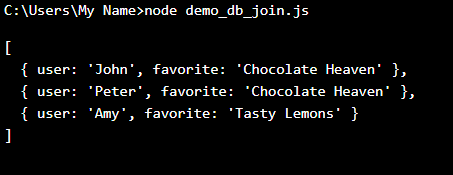 C:\Users\My Name>node demo_db_join.js
[
  { user: 'John', favorite: 'Chocolate Heaven' },
  { user: 'Peter', favorite: 'Chocolate Heaven' },
  { user: 'Amy', favorite: 'Tasty Lemons' }
]